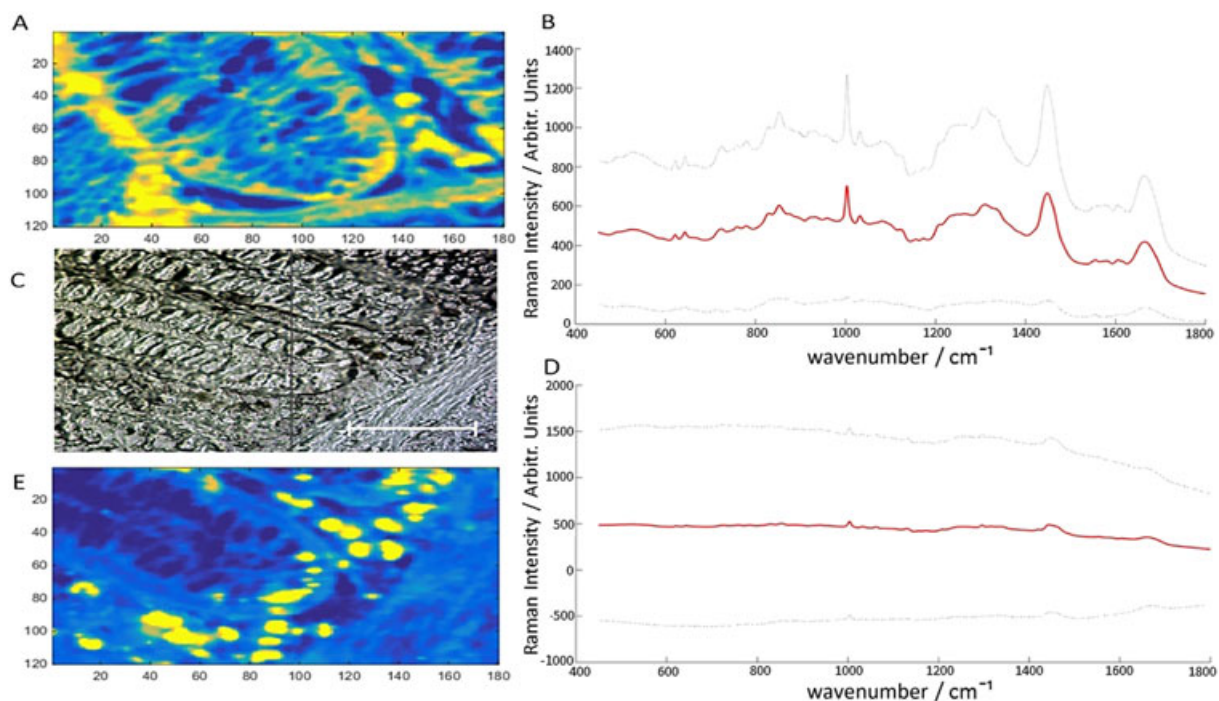 A
20
40
60
80
100
120
20 40 60 80 100 120 140 160 180
B
Raman Intensity / Arbitr. Units
1400
1200
1000
800
600
400
200
0
400 600 800 1000 1200 1400 1600 1800
wavenumber / cm⁻¹
C
D
Raman Intensity / Arbitr. Units
2000
1500
1000
500
0
-500
-1000
400 600 800 1000 1200 1400 1600 1800
wavenumber / cm⁻¹
E
20
40
60
80
100
120
20 40 60 80 100 120 140 160 180